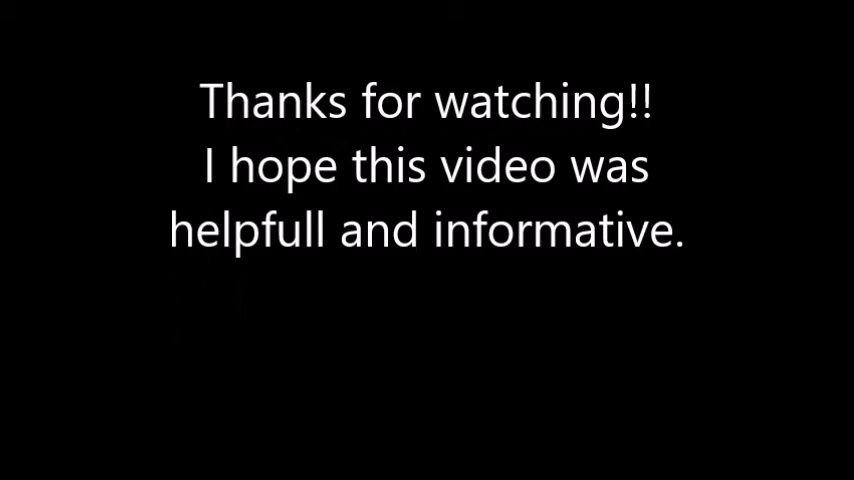 Thanks for watching!!
I hope this video was
helpfull and informative.